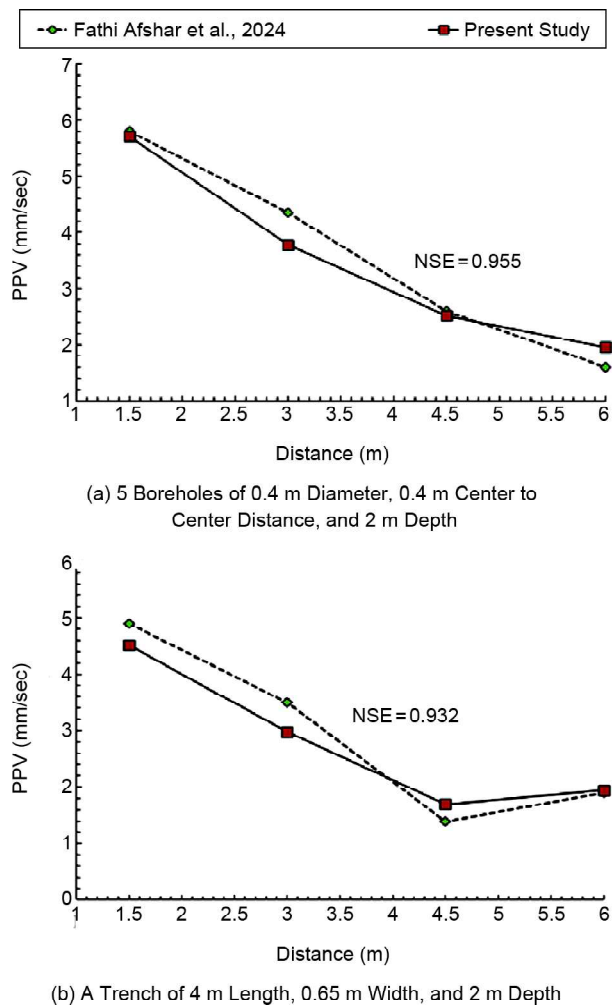 Fathi Afshar et al., 2024 Present Study
7
6
5
4
3
2
1
PPV (mm/sec)
NSE=0.955
1 1.5 2 2.5 3 3.5 4 4.5 5 5.5 6
Distance (m)
(a) 5 Boreholes of 0.4 m Diameter, 0.4 m Center to
Center Distance, and 2 m Depth
6
5
4
3
2
1
0
PPV (mm/sec)
NSE=0.932
1 1.5 2 2.5 3 3.5 4 4.5 5 5.5 6
Distance (m)
(b) A Trench of 4 m Length, 0.65 m Width, and 2 m Depth